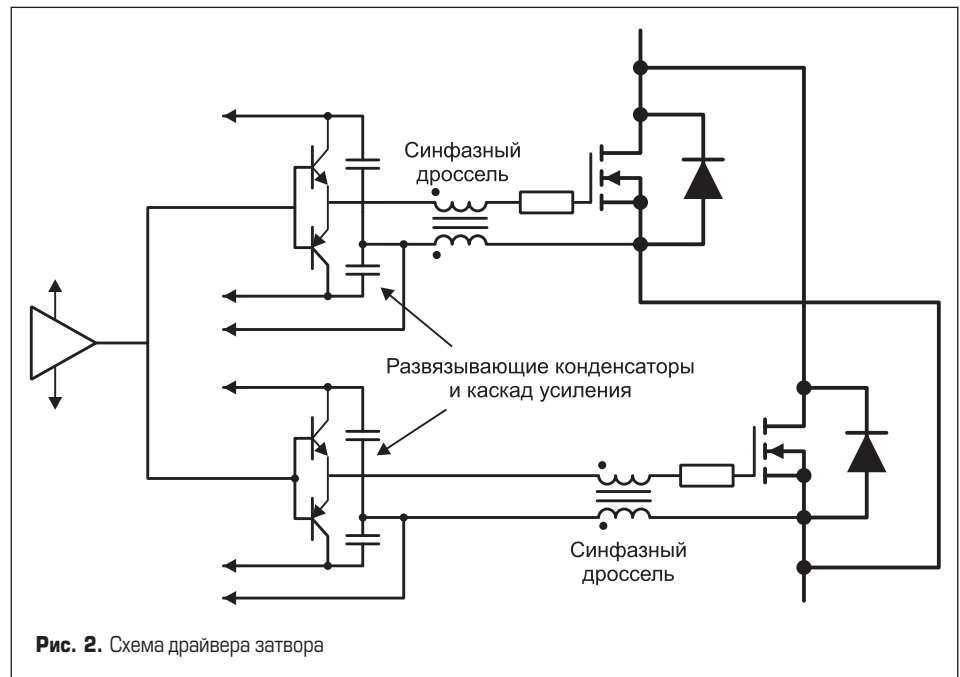 Синфазный
дроссель
Развязывающие конденсаторы
и каскад усиления
Синфазный
дроссель
Рис. 2. Схема драйвера затвора